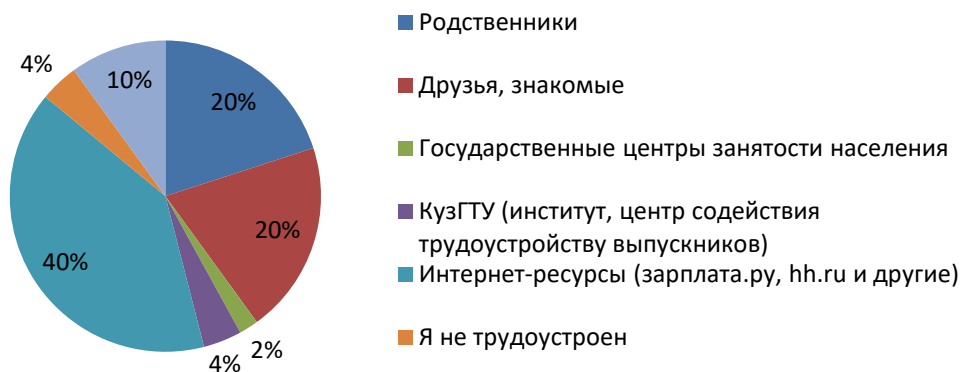 Родственники
4%
10%
20%
Друзья, знакомые
Государственные центры занятости населения
КузГТУ (институт, центр содействия
трудоустройству выпускников)
20%
40%
Интернет-ресурсы (зарплата.ру, hh.ru и другие)
Я не трудоустроен
2%
4%